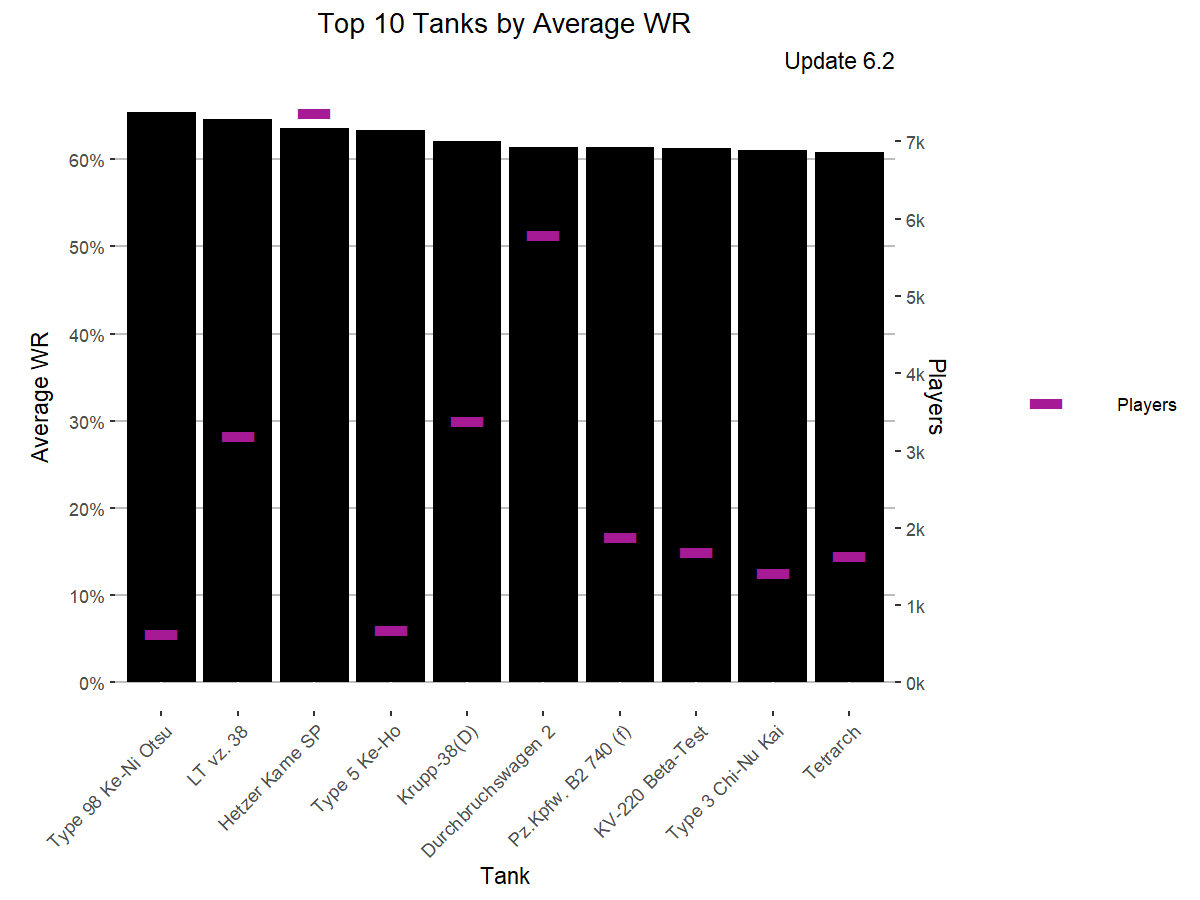 Top 10 Tanks by Average WR
Update 6.2
Average WR
60%
50%
40%
30%
20%
10%
0%
7k
6k
5k
4k
3k
2k
1k
0k
Players
Players
Type 98 Ke-Ni Otsu
LT vz. 38
Hetzer Kame SP
Type 5 Ke-Ho
Krupp-38(D)
Durchbruchswagen 2
Pz.Kpfw. B2 740 (f)
KV-220 Beta-Test
Type 3 Chi-Nu Kai
Tetrarch
Tank